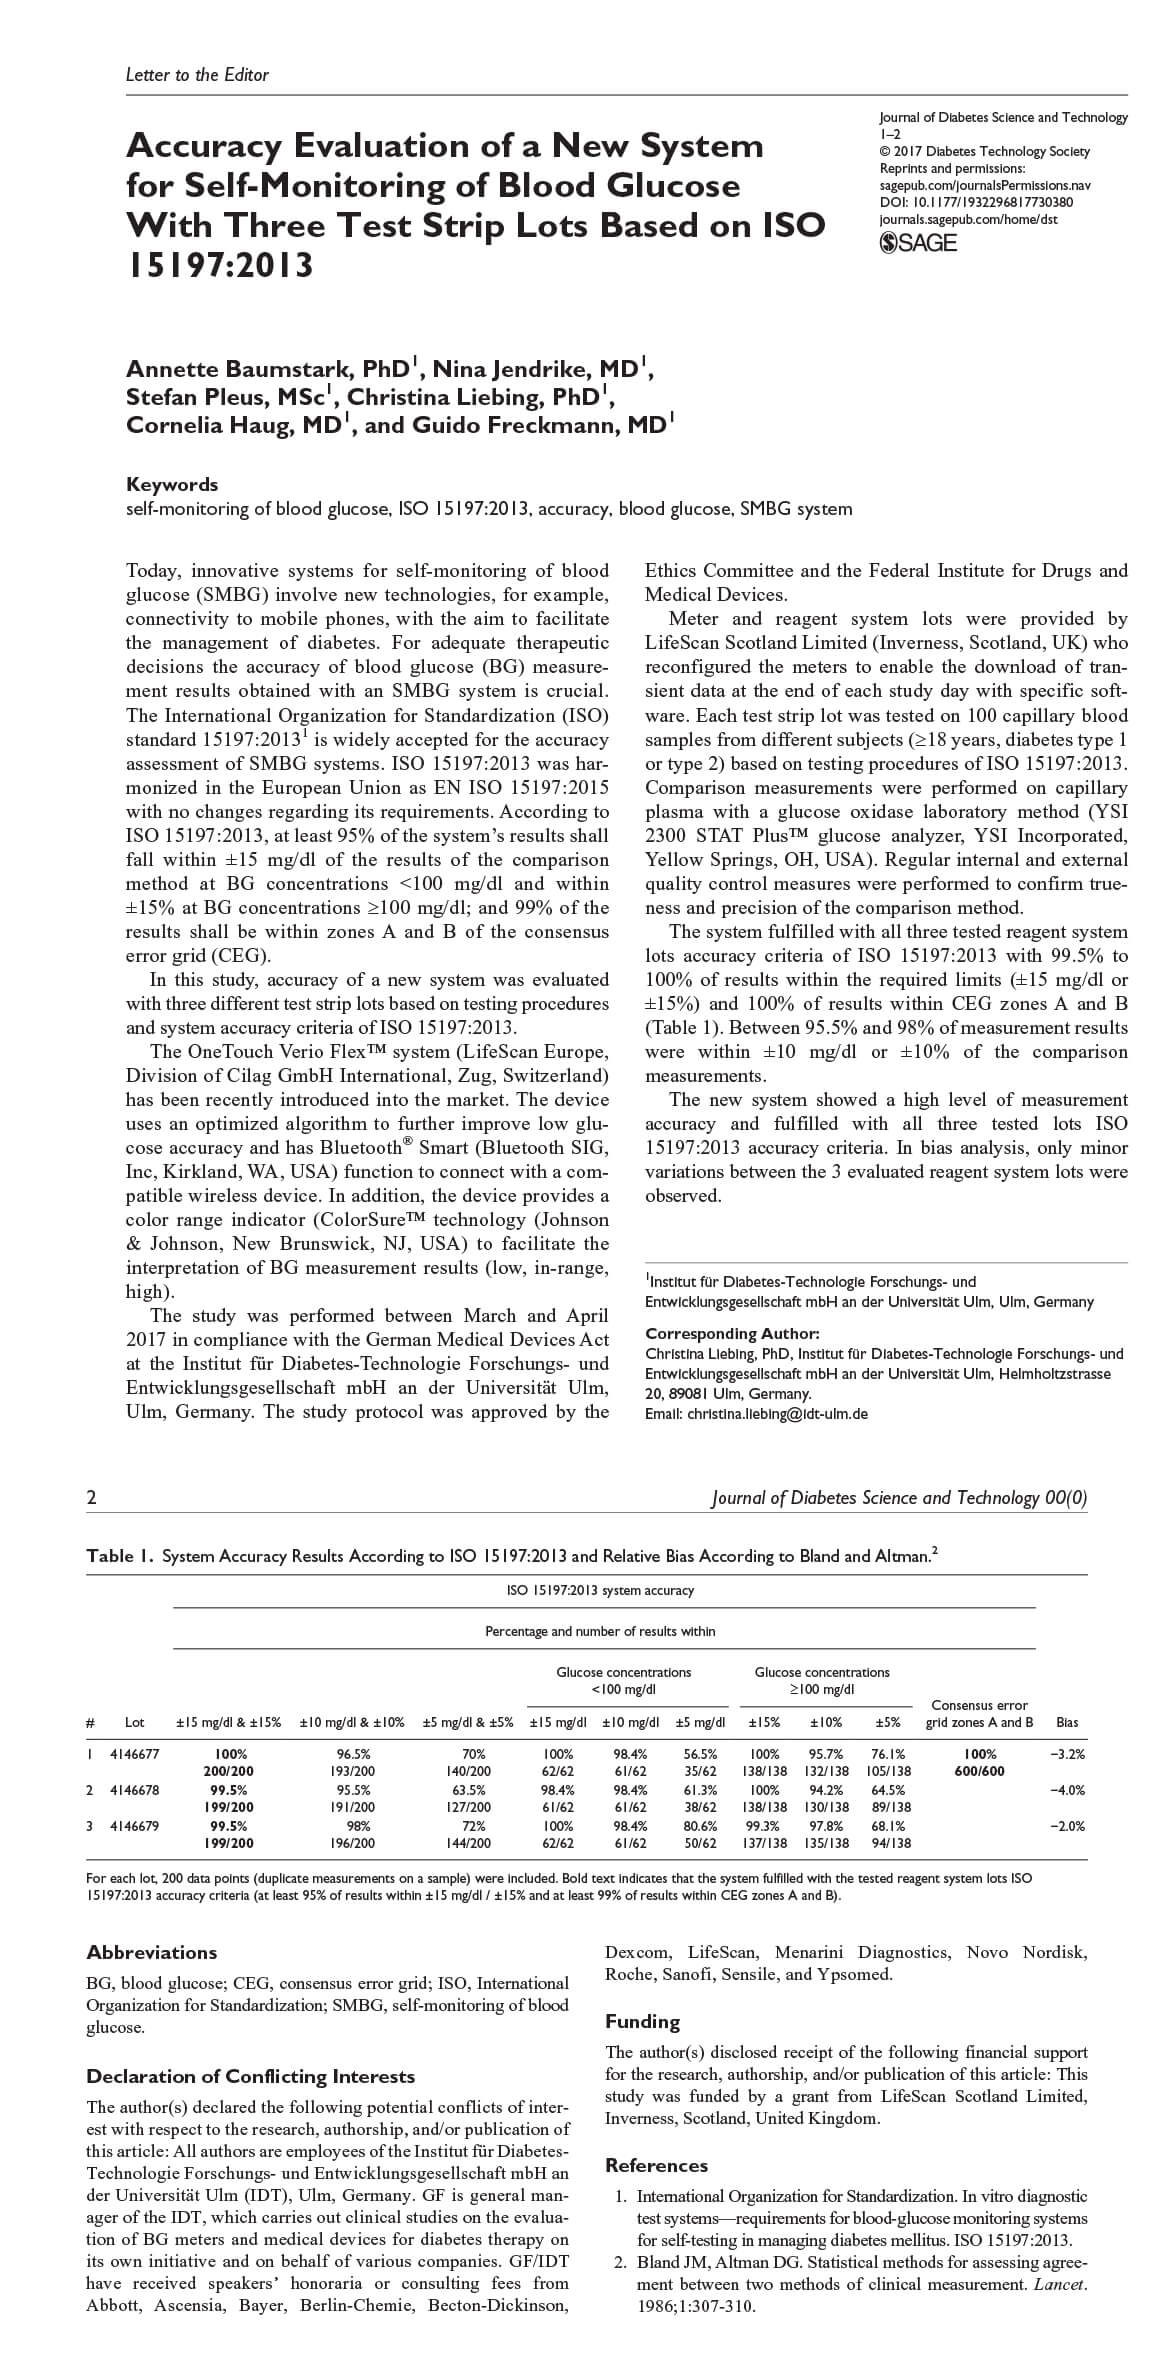 Letter to the Editor
Accuracy Evaluation of a New System
for Self-Monitoring of Blood Glucose
With Three Test Strip Lots Based on ISO
15197:2013
Journal of Diabetes Science and Technology
1–2
© 2017 Diabetes Technology Society
Reprints and permissions:
sagepub.com/journalsPermissions.nav
DOI: 10.1177/1932296817730380
journals.sagepub.com/home/dst
SAGE
Annette Baumstark, PhD¹, Nina Jendrike, MD¹,
Stefan Pleus, MSc¹, Christina Liebing, PhD¹,
Cornelia Haug, MD¹, and Guido Freckmann, MD¹
Keywords
self-monitoring of blood glucose, ISO 15197:2013, accuracy, blood glucose, SMBG system
Today, innovative systems for self-monitoring of blood
glucose (SMBG) involve new technologies, for example,
connectivity to mobile phones, with the aim to facilitate
the management of diabetes. For adequate therapeutic
decisions the accuracy of blood glucose (BG) measure-
ment results obtained with an SMBG system is crucial.
The International Organization for Standardization (ISO)
standard 15197:2013¹ is widely accepted for the accuracy
assessment of SMBG systems. ISO 15197:2013 was har-
monized in the European Union as EN ISO 15197:2015
with no changes regarding its requirements. According to
ISO 15197:2013, at least 95% of the system’s results shall
fall within ±15 mg/dl of the results of the comparison
method at BG concentrations <100 mg/dl and within
±15% at BG concentrations ≥100 mg/dl; and 99% of the
results shall be within zones A and B of the consensus
error grid (CEG).
In this study, accuracy of a new system was evaluated
with three different test strip lots based on testing procedures
and system accuracy criteria of ISO 15197:2013.
The OneTouch Verio Flex™ system (LifeScan Europe,
Division of Cilag GmbH International, Zug, Switzerland)
has been recently introduced into the market. The device
uses an optimized algorithm to further improve low glu-
cose accuracy and has Bluetooth® Smart (Bluetooth SIG,
Inc, Kirkland, WA, USA) function to connect with a com-
patible wireless device. In addition, the device provides a
color range indicator (ColorSure™ technology (Johnson
& Johnson, New Brunswick, NJ, USA) to facilitate the
interpretation of BG measurement results (low, in-range,
high).
The study was performed between March and April
2017 in compliance with the German Medical Devices Act
at the Institut für Diabetes-Technologie Forschungs- und
Entwicklungsgesellschaft mbH an der Universität Ulm,
Ulm, Germany. The study protocol was approved by the
Ethics Committee and the Federal Institute for Drugs and
Medical Devices.
Meter and reagent system lots were provided by
LifeScan Scotland Limited (Inverness, Scotland, UK) who
reconfigured the meters to enable the download of tran-
sient data at the end of each study day with specific soft-
ware. Each test strip lot was tested on 100 capillary blood
samples from different subjects (≥18 years, diabetes type 1
or type 2) based on testing procedures of ISO 15197:2013.
Comparison measurements were performed on capillary
plasma with a glucose oxidase laboratory method (YSI
2300 STAT Plus™ glucose analyzer, YSI Incorporated,
Yellow Springs, OH, USA). Regular internal and external
quality control measures were performed to confirm true-
ness and precision of the comparison method.
The system fulfilled with all three tested reagent system
lots accuracy criteria of ISO 15197:2013 with 99.5% to
100% of results within the required limits (±15 mg/dl or
±15%) and 100% of results within CEG zones A and B
(Table 1). Between 95.5% and 98% of measurement results
were within ±10 mg/dl or ±10% of the comparison
measurements.
The new system showed a high level of measurement
accuracy and fulfilled with all three tested lots ISO
15197:2013 accuracy criteria. In bias analysis, only minor
variations between the 3 evaluated reagent system lots were
observed.
¹Institut für Diabetes-Technologie Forschungs- und
Entwicklungsgesellschaft mbH an der Universität Ulm, Ulm, Germany
Corresponding Author:
Christina Liebing, PhD, Institut für Diabetes-Technologie Forschungs- und
Entwicklungsgesellschaft mbH an der Universität Ulm, Helmholtzstrasse
20, 89081 Ulm, Germany.
Email: christina.liebing@idt-ulm.de
2 Journal of Diabetes Science and Technology 00(0)
Table 1. System Accuracy Results According to ISO 15197:2013 and Relative Bias According to Bland and Altman.²
ISO 15197:2013 system accuracy
Percentage and number of results within
Glucose concentrations Glucose concentrations
<100 mg/dl ≥100 mg/dl
Consensus error
# Lot ±15 mg/dl & ±15% ±10 mg/dl & ±10% ±5 mg/dl & ±5% ±15 mg/dl ±10 mg/dl ±5 mg/dl ±15% ±10% ±5% grid zones A and B Bias
1 4146677 100% 96.5% 70% 100% 98.4% 56.5% 100% 95.7% 76.1% 100% −3.2%
200/200 193/200 140/200 62/62 61/62 35/62 138/138 132/138 105/138 600/600
2 4146678 99.5% 95.5% 63.5% 98.4% 98.4% 61.3% 100% 94.2% 64.5% −4.0%
199/200 191/200 127/200 61/62 61/62 38/62 138/138 130/138 89/138
3 4146679 99.5% 98% 72% 100% 98.4% 80.6% 99.3% 97.8% 68.1% −2.0%
199/200 196/200 144/200 62/62 61/62 50/62 137/138 135/138 94/138
For each lot, 200 data points (duplicate measurements on a sample) were included. Bold text indicates that the system fulfilled with the tested reagent system lots ISO
15197:2013 accuracy criteria (at least 95% of results within ±15 mg/dl / ±15% and at least 99% of results within CEG zones A and B).
Abbreviations
BG, blood glucose; CEG, consensus error grid; ISO, International
Organization for Standardization; SMBG, self-monitoring of blood
glucose.
Declaration of Conflicting Interests
The author(s) declared the following potential conflicts of inter-
est with respect to the research, authorship, and/or publication of
this article: All authors are employees of the Institut für Diabetes-
Technologie Forschungs- und Entwicklungsgesellschaft mbH an
der Universität Ulm (IDT), Ulm, Germany. GF is general man-
ager of the IDT, which carries out clinical studies on the evalua-
tion of BG meters and medical devices for diabetes therapy on
its own initiative and on behalf of various companies. GF/IDT
have received speakers’ honoraria or consulting fees from
Abbott, Ascensia, Bayer, Berlin-Chemie, Becton-Dickinson,
Dexcom, LifeScan, Menarini Diagnostics, Novo Nordisk,
Roche, Sanofi, Sensile, and Ypsomed.
Funding
The author(s) disclosed receipt of the following financial support
for the research, authorship, and/or publication of this article: This
study was funded by a grant from LifeScan Scotland Limited,
Inverness, Scotland, United Kingdom.
References
1. International Organization for Standardization. In vitro diagnostic
test systems—requirements for blood-glucose monitoring systems
for self-testing in managing diabetes mellitus. ISO 15197:2013.
2. Bland JM, Altman DG. Statistical methods for assessing agree-
ment between two methods of clinical measurement. Lancet.
1986;1:307-310.